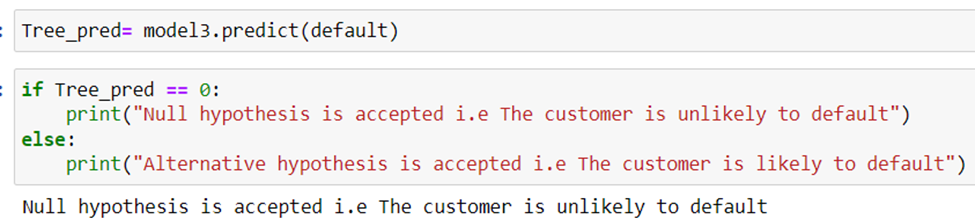 Tree_pred= model3.predict(default)
if Tree_pred == 0:
    print("Null hypothesis is accepted i.e The customer is unlikely to default")
else:
    print("Alternative hypothesis is accepted i.e The customer is likely to default")
Null hypothesis is accepted i.e The customer is unlikely to default